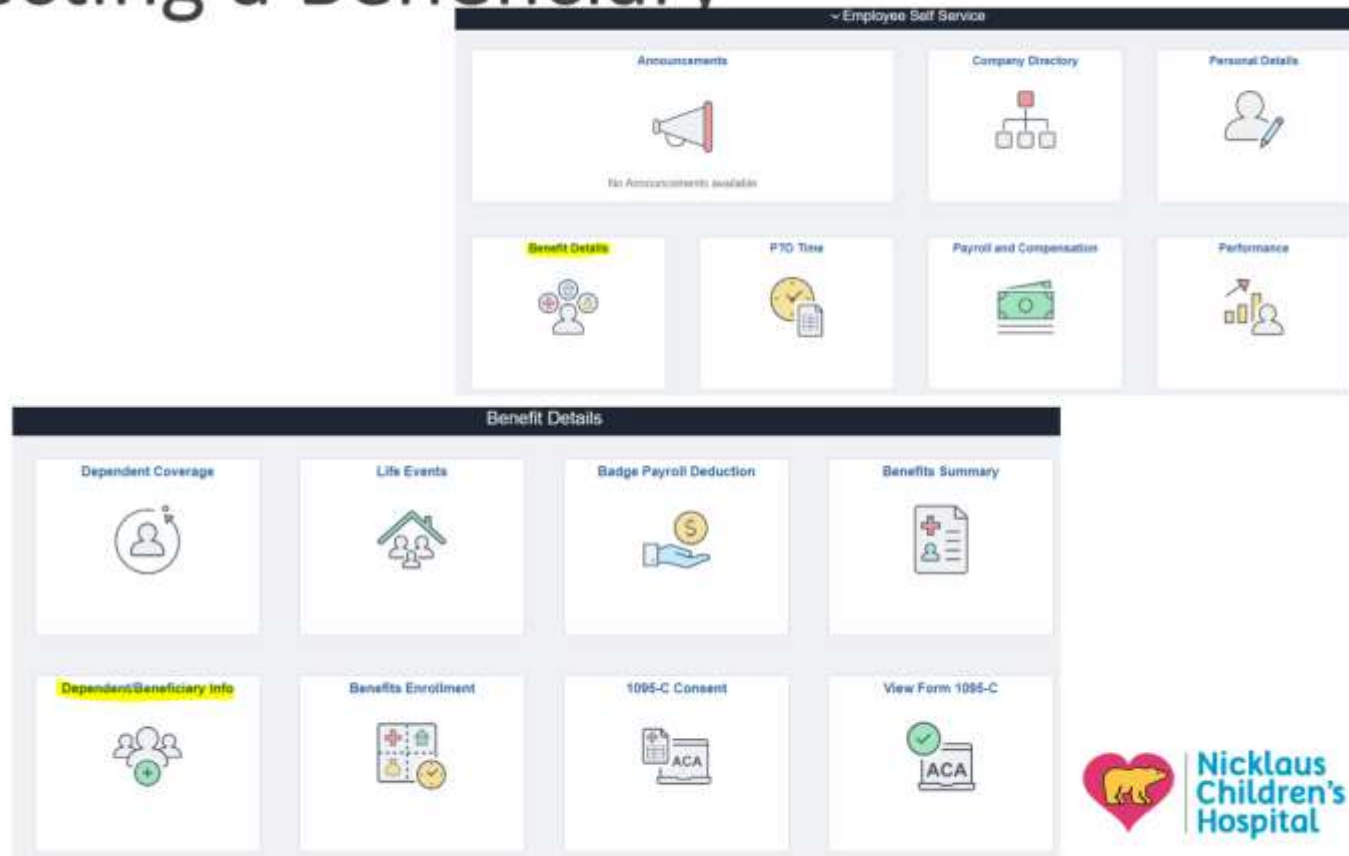 a Beneficiary
Employee Self Service
Announcements
Company Directory
Personal Details
No Announcements available
Benefit Details
PTO Time
Payroll and Compensation
Performance
Benefit Details
Dependent Coverage
Life Events
Badge Payroll Deduction
Benefits Summary
$
Dependent/Beneficiary Info
Benefits Enrollment
1095-C Consent
View Form 1095-C
ACA
ACA
Nicklaus
Children's
Hospital